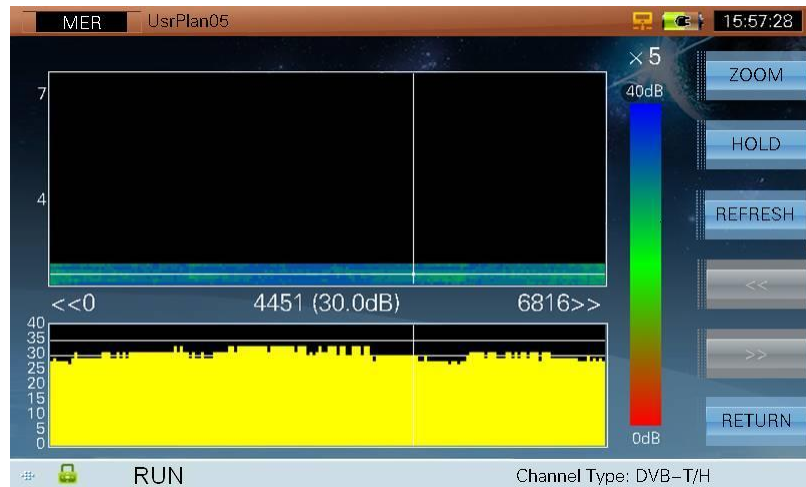 MER UsrPlan05 15:57:28
×5
40dB
ZOOM
7
HOLD
4
REFRESH
<<0 4451 (30.0dB) 6816>>
<<
40
35
30
25
20
15
10
5
0
>>
0dB
RETURN
RUN Channel Type: DVB-T/H